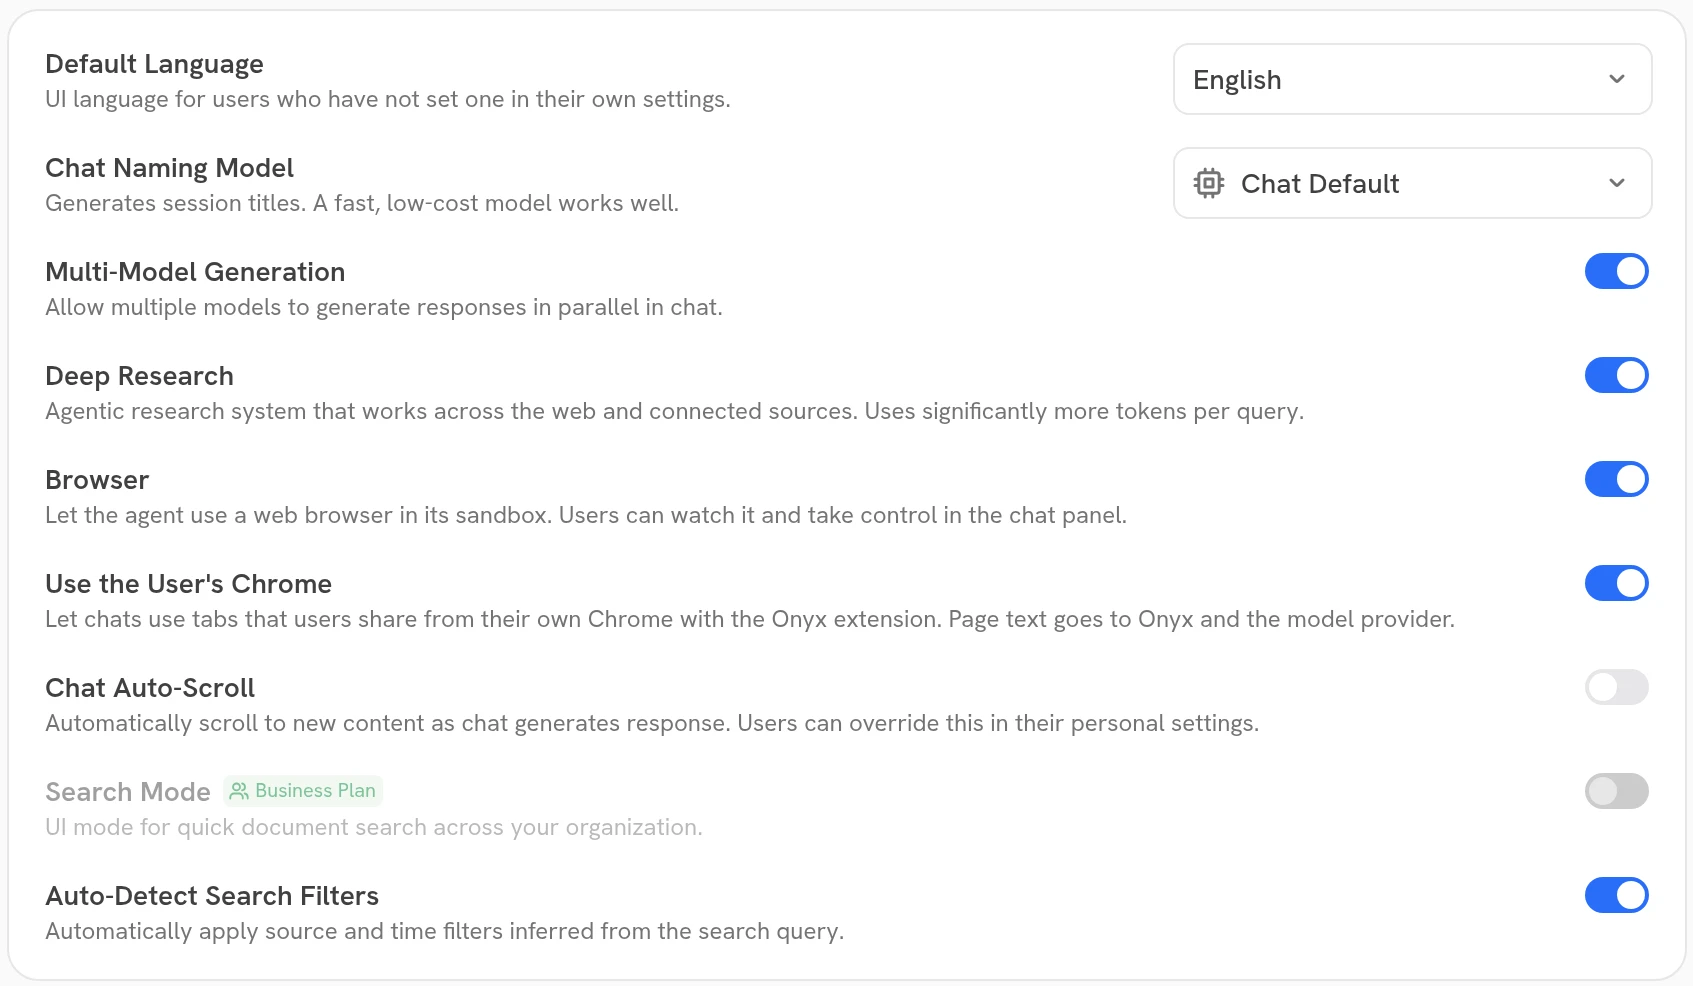 Default Language
UI language for users who have not set one in their own settings.
English
Chat Naming Model
Generates session titles. A fast, low-cost model works well.
Chat Default
Multi-Model Generation
Allow multiple models to generate responses in parallel in chat.
Deep Research
Agentic research system that works across the web and connected sources. Uses significantly more tokens per query.
Browser
Let the agent use a web browser in its sandbox. Users can watch it and take control in the chat panel.
Use the User's Chrome
Let chats use tabs that users share from their own Chrome with the Onyx extension. Page text goes to Onyx and the model provider.
Chat Auto-Scroll
Automatically scroll to new content as chat generates response. Users can override this in their personal settings.
Search Mode Business Plan
UI mode for quick document search across your organization.
Auto-Detect Search Filters
Automatically apply source and time filters inferred from the search query.